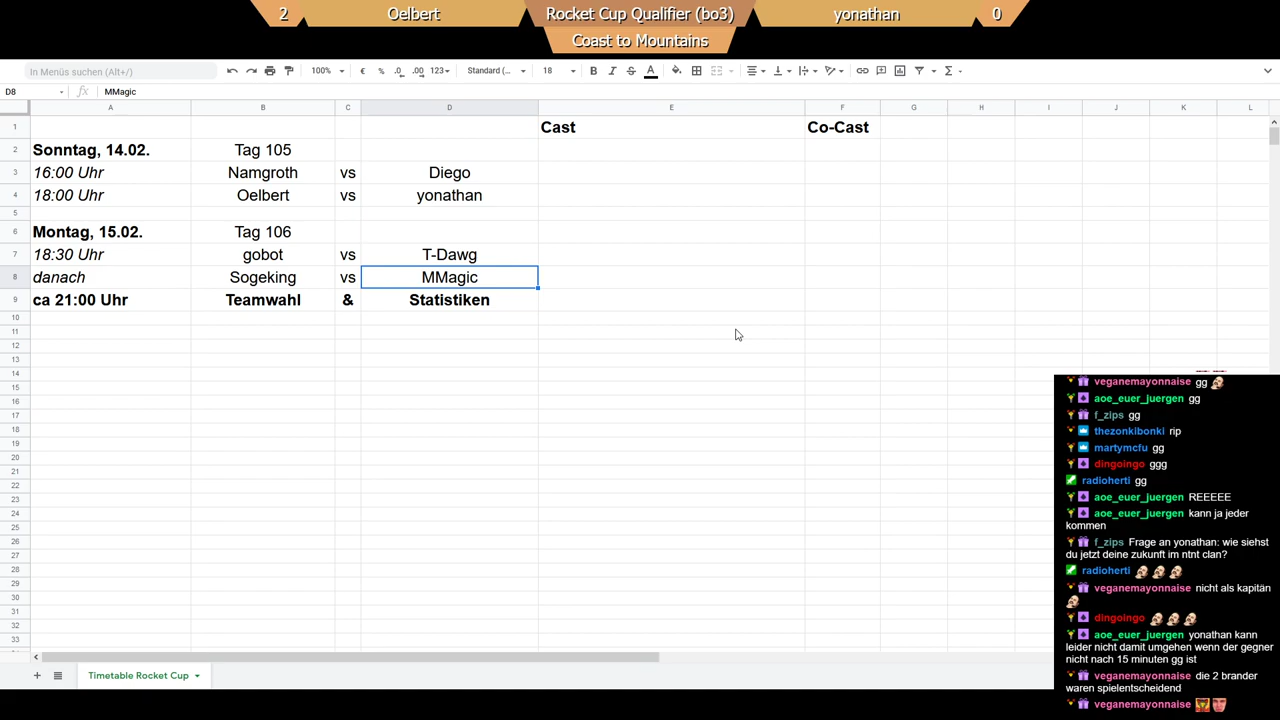 2 Oelbert Rocket Cup Qualifier (bo3) yonathan 0
Coast to Mountains
In Menüs suchen (Alt+/) 100% € % .0 .00 123 Standard (... 18 B I S A Σ
D8 fx MMagic
A B C D E F G H I J K L
1 Cast Co-Cast
2 Sonntag, 14.02. Tag 105
3 16:00 Uhr Namgroth vs Diego
4 18:00 Uhr Oelbert vs yonathan
5
6 Montag, 15.02. Tag 106
7 18:30 Uhr gobot vs T-Dawg
8 danach Sogeking vs MMagic
9 ca 21:00 Uhr Teamwahl & Statistiken
10
11
12
13
14
15
16
17
18
19
20
21
22
23
24
25
26
27
28
29
30
31
32
33
Timetable Rocket Cup
veganemayonnaise gg
aoe_euer_juergen gg
f_zips gg
thezonkibonki rip
martymcfu gg
dingoingo ggg
radioherti gg
aoe_euer_juergen REEEEE
aoe_euer_juergen kann ja jeder
kommen
f_zips Frage an yonathan: wie siehst
du jetzt deine zukunft im ntnt clan?
radioherti
veganemayonnaise nicht als kapitän
dingoingo
aoe_euer_juergen yonathan kann
leider nicht damit umgehen wenn der gegner
nicht nach 15 minuten gg ist
veganemayonnaise die 2 brander
waren spielentscheidend
veganemayonnaise